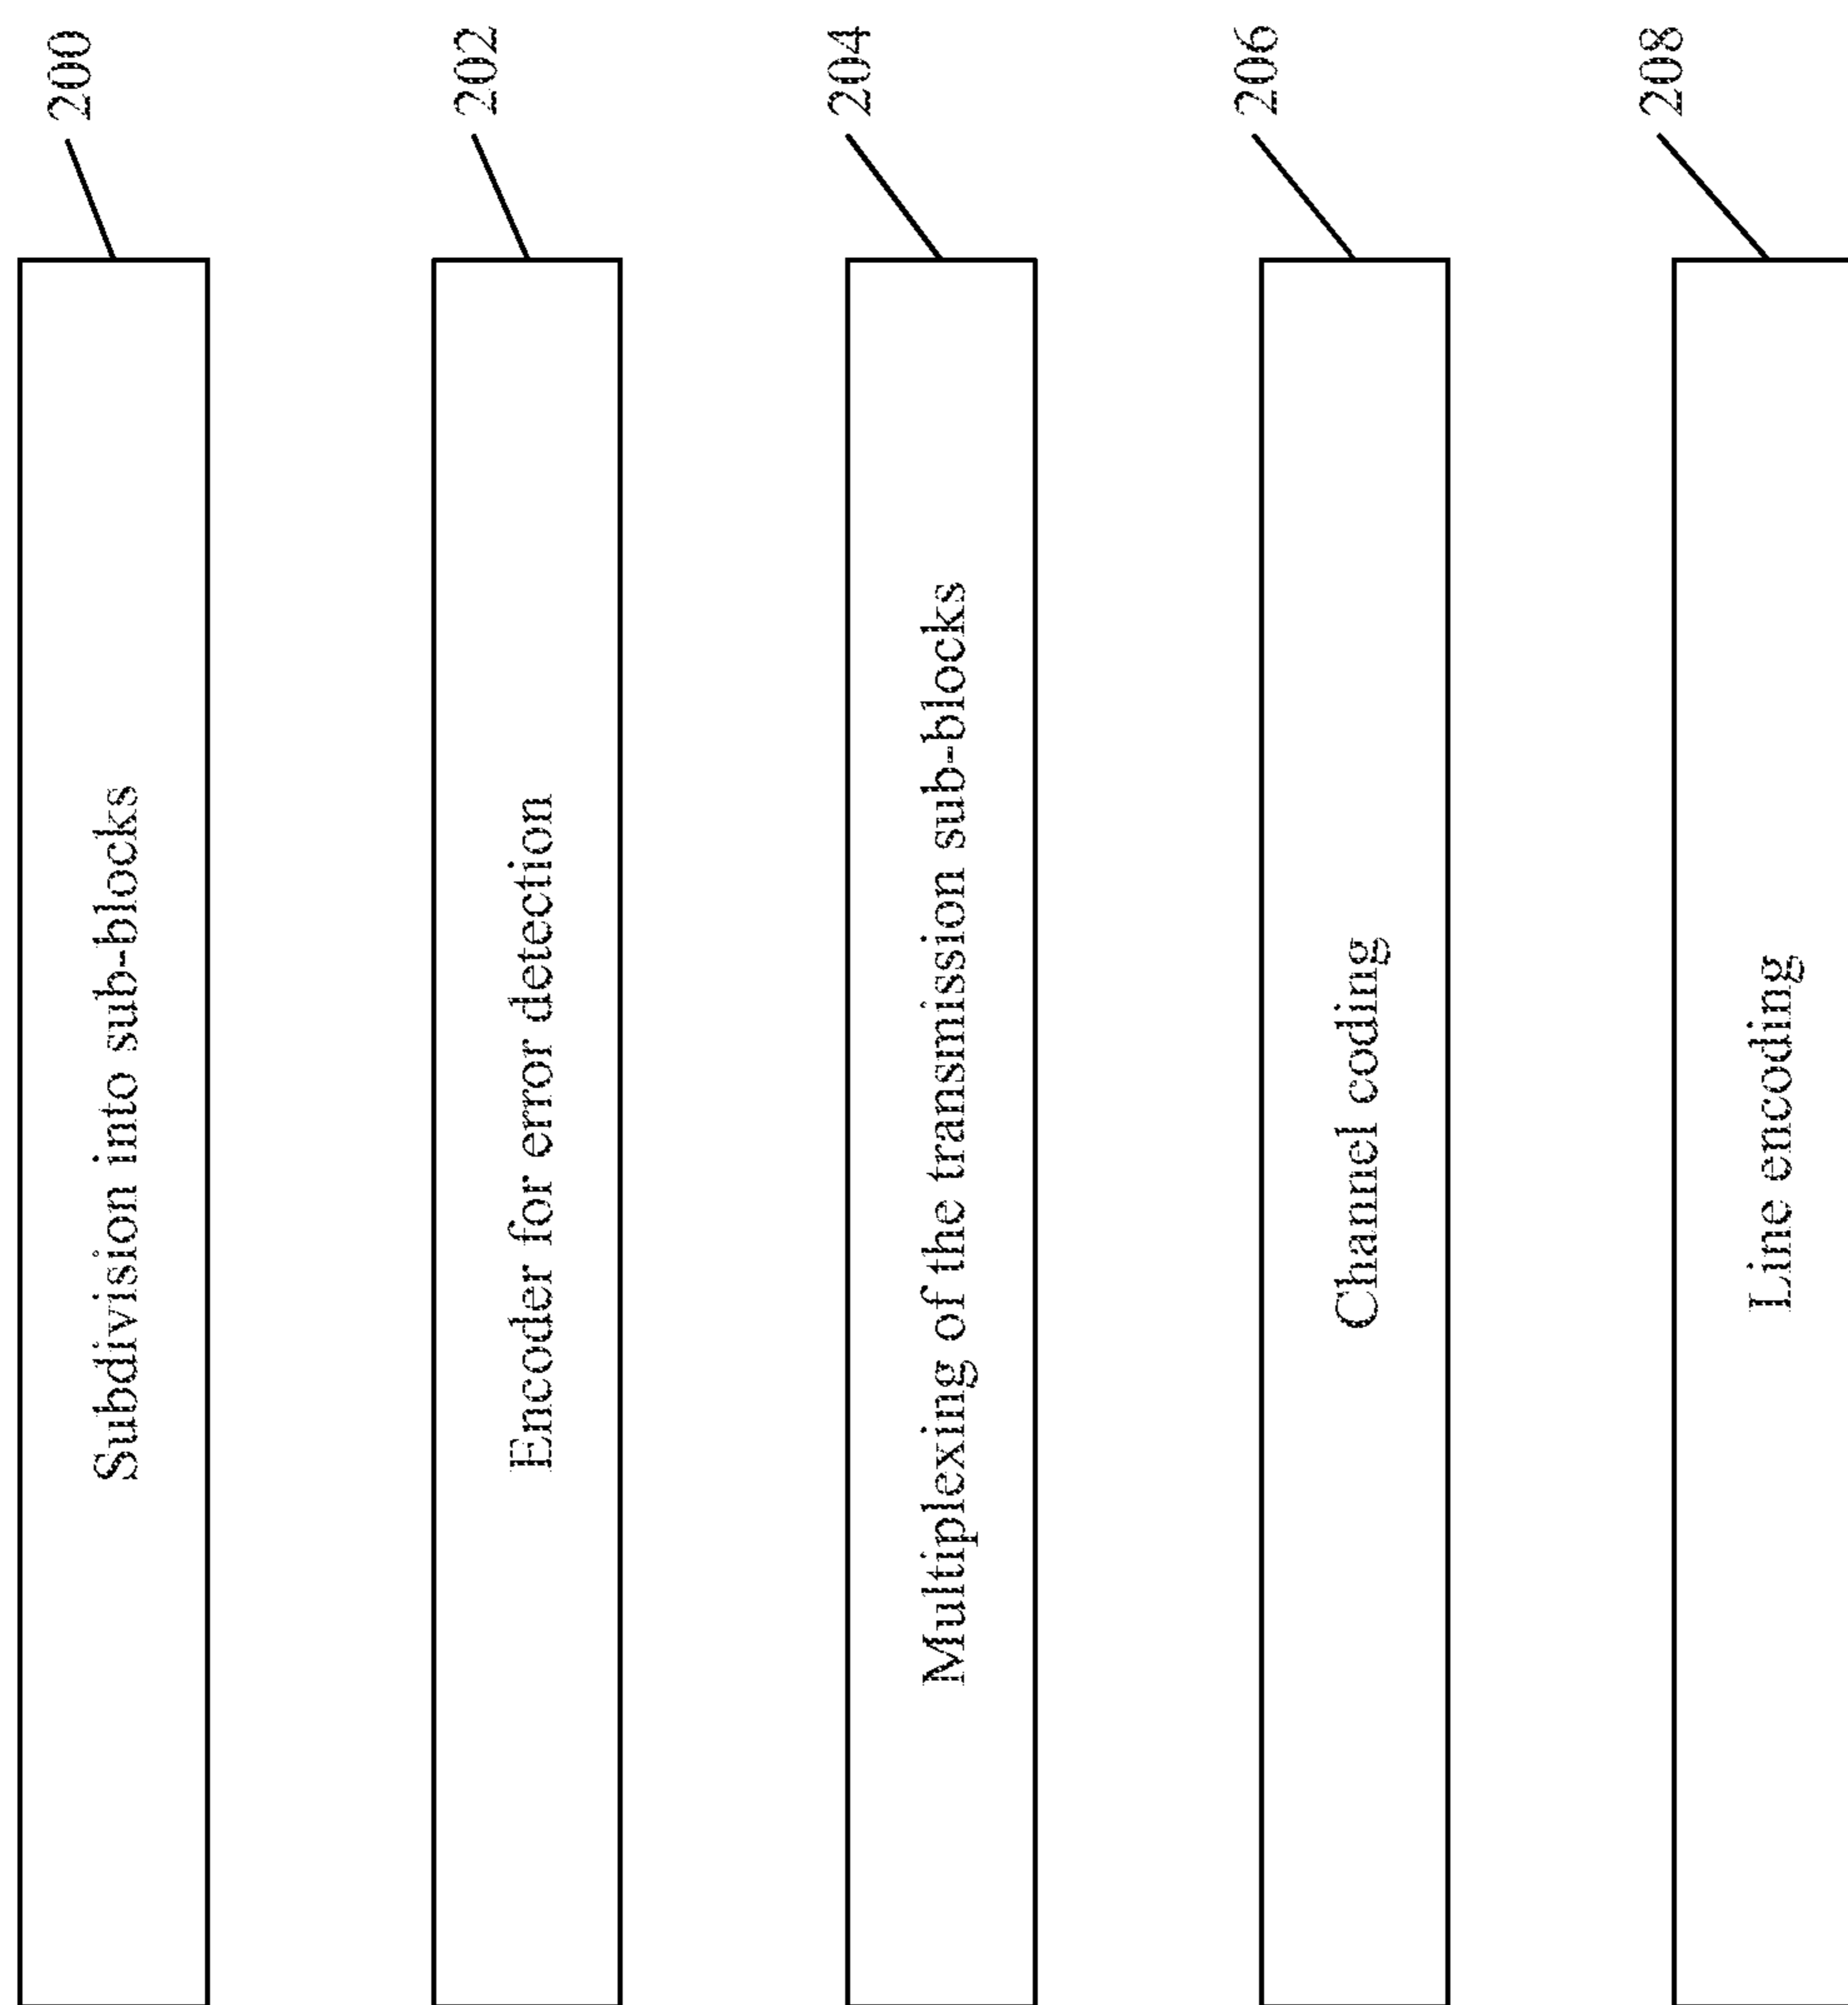 200
Subdivision into sub-blocks
202
Encoder for error detection
204
Multiplexing of the transmission sub-blocks
206
Channel coding
208
Line encoding